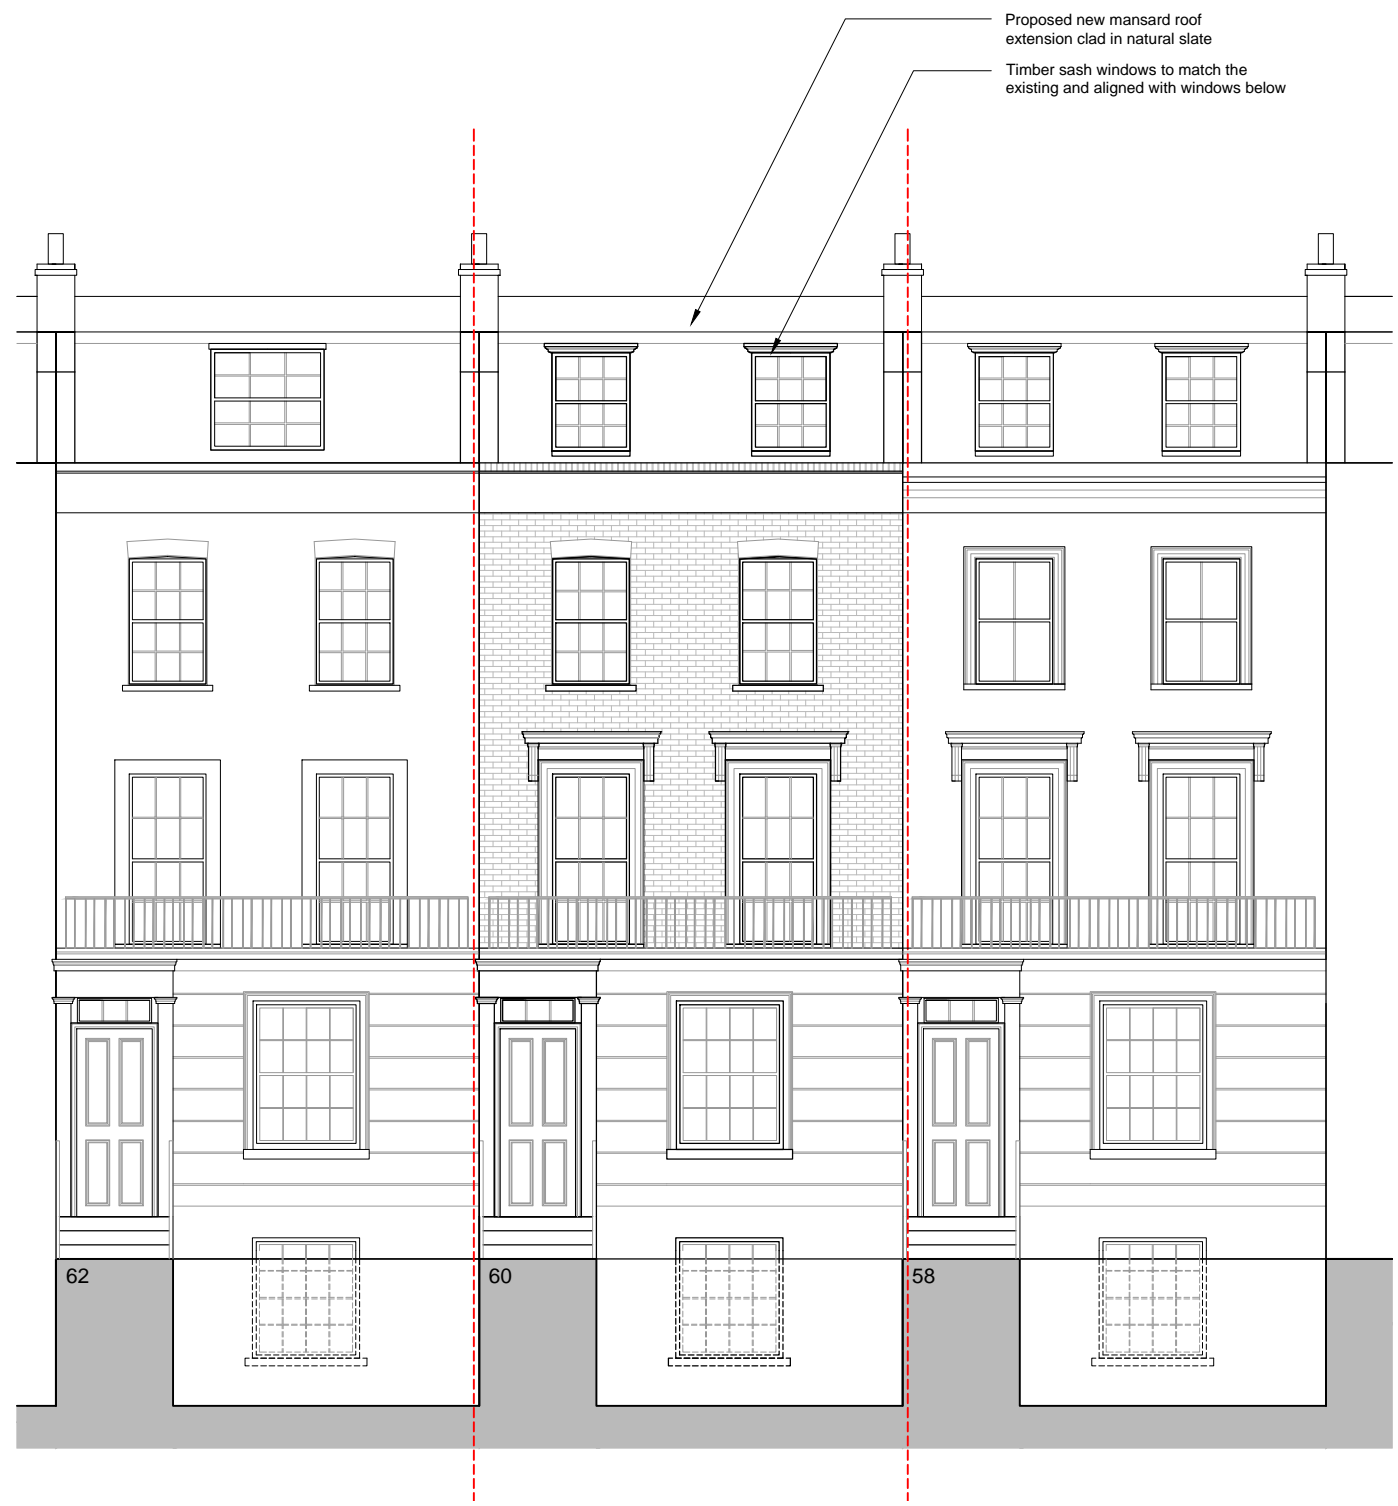 Proposed new mansard roof
extension clad in natural slate
Timber sash windows to match the
existing and aligned with windows below
62
60
58